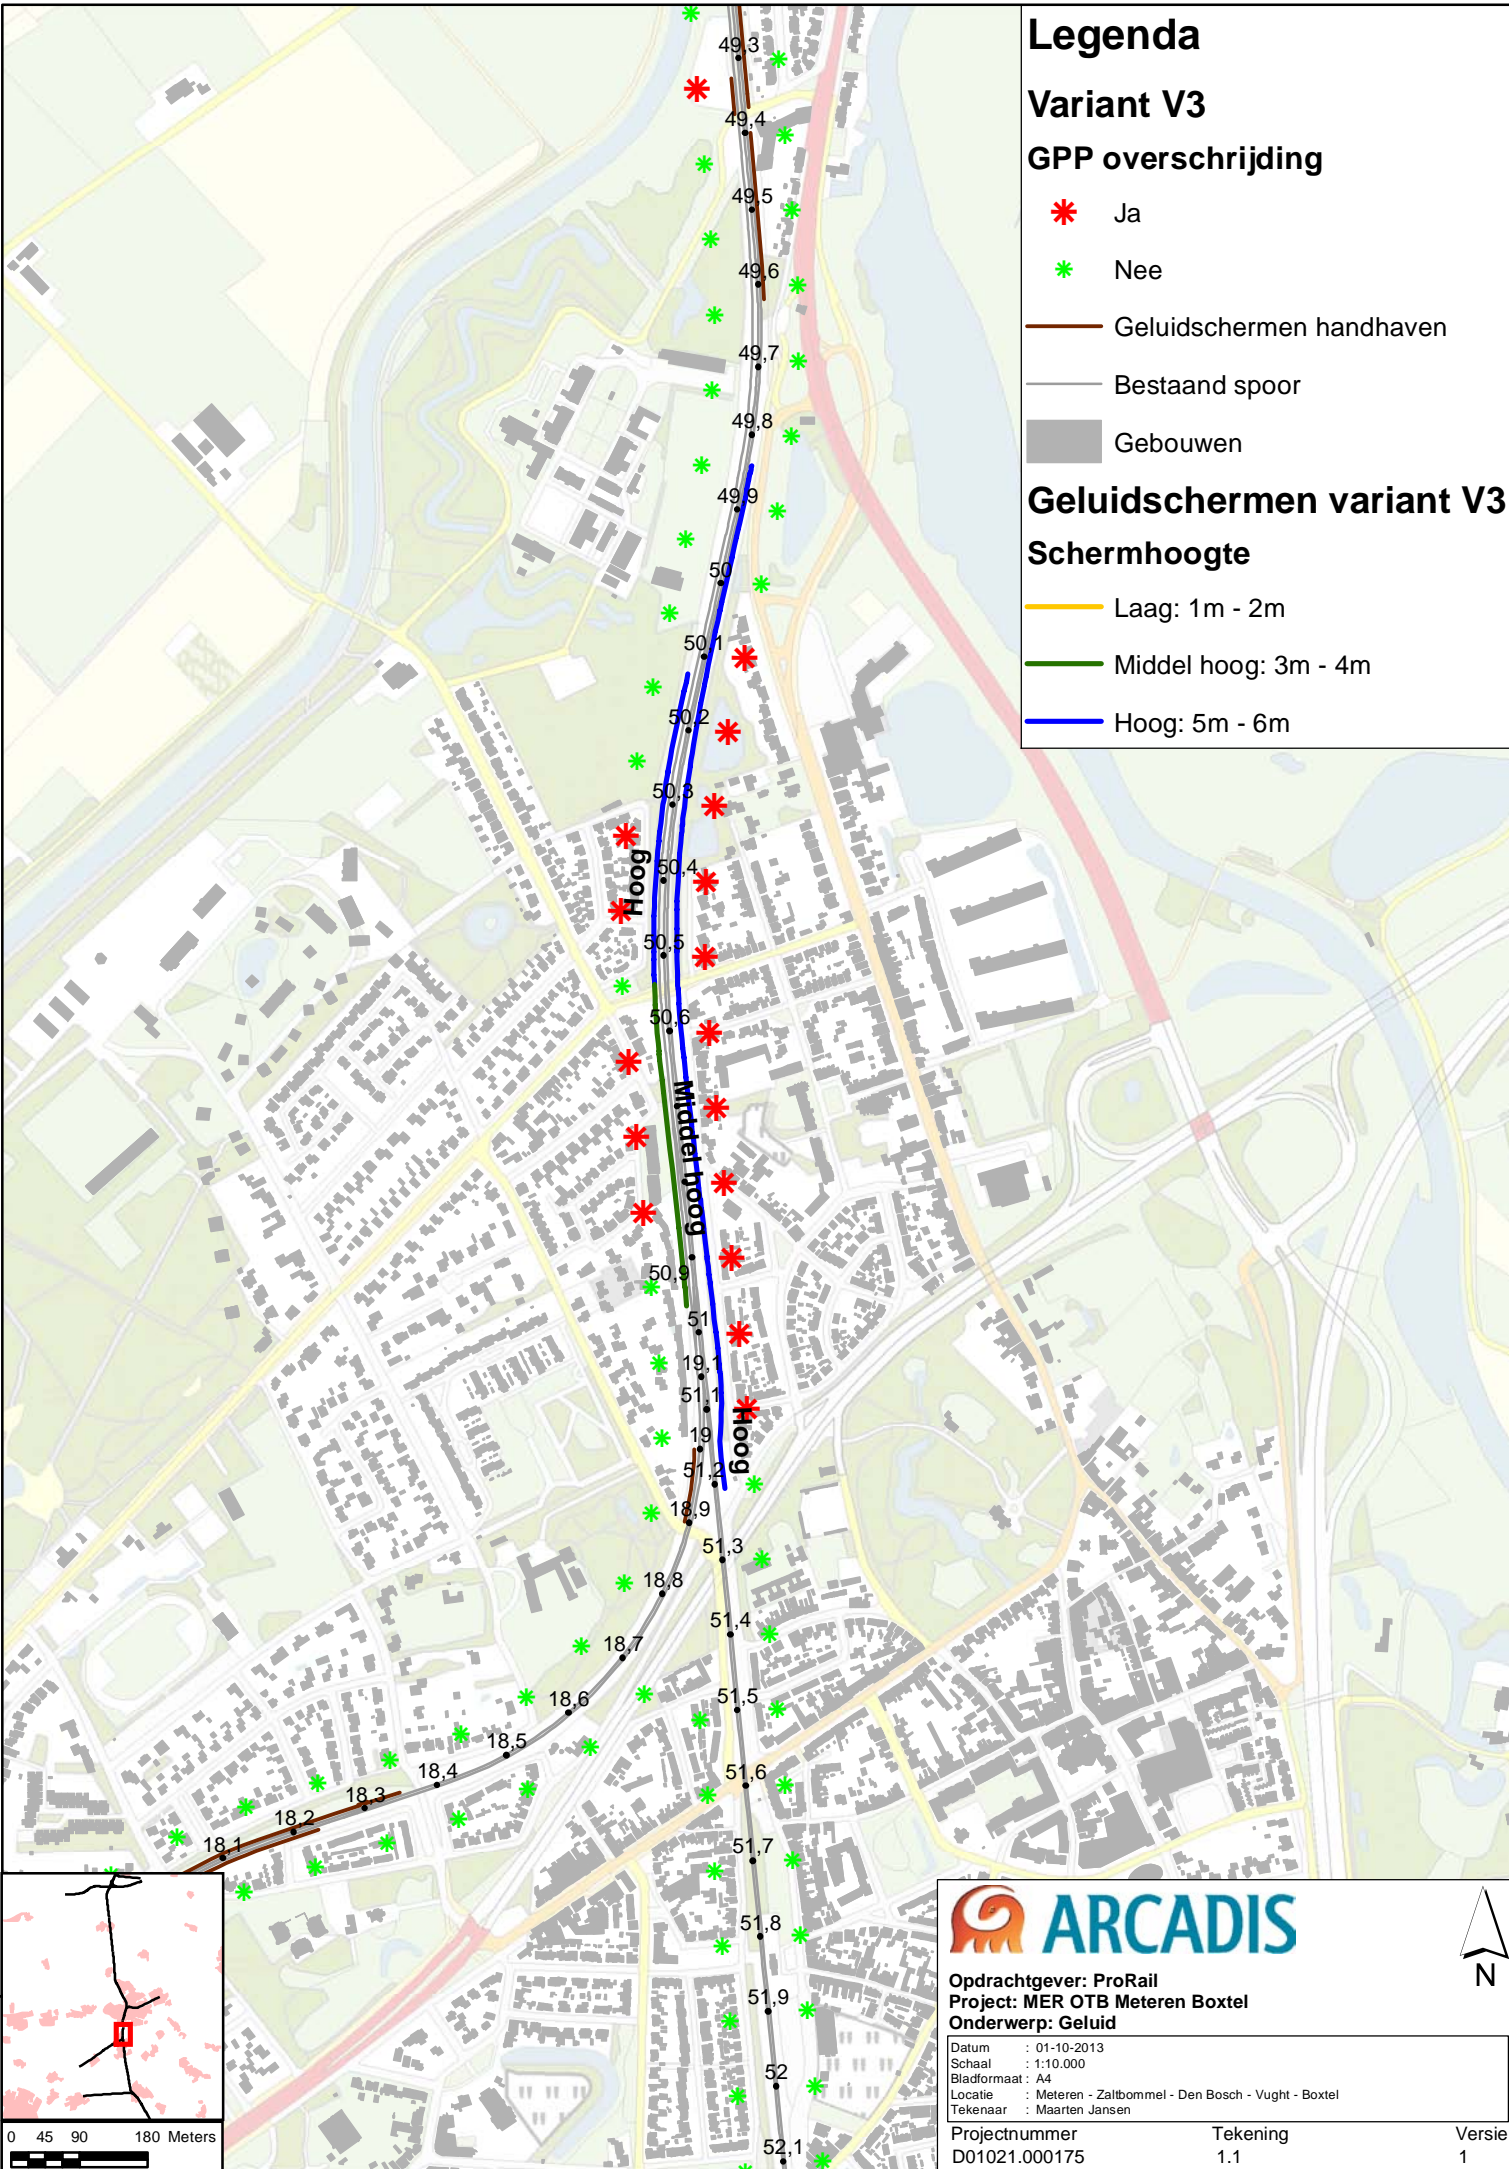 Legenda
Variant V3
GPP overschrijding
Ja
Nee
Geluidschermen handhaven
Bestaand spoor
Gebouwen
Geluidschermen variant V3
Schermhoogte
Laag: 1m - 2m
Middel hoog: 3m - 4m
Hoog: 5m - 6m
49,3
49,4
49,5
49,6
49,7
49,8
49,9
50
50,1
50,2
50,3
Hoog
50,4
50,5
50,6
Middel hoog
50,9
51
19,1
51,1
Hoog
19
51,2
18,9
51,3
18,8
51,4
18,7
51,5
18,6
18,5
51,6
18,4
18,3
18,2
18,1
51,7
51,8
51,9
52
52,1
0 45 90 180 Meters
ARCADIS
N
Opdrachtgever: ProRail
Project: MER OTB Meteren Boxtel
Onderwerp: Geluid
Datum : 01-10-2013
Schaal : 1:10.000
Bladformaat : A4
Locatie : Meteren - Zaltbommel - Den Bosch - Vught - Boxtel
Tekenaar : Maarten Jansen
Projectnummer Tekening Versie
D01021.000175 1.1 1